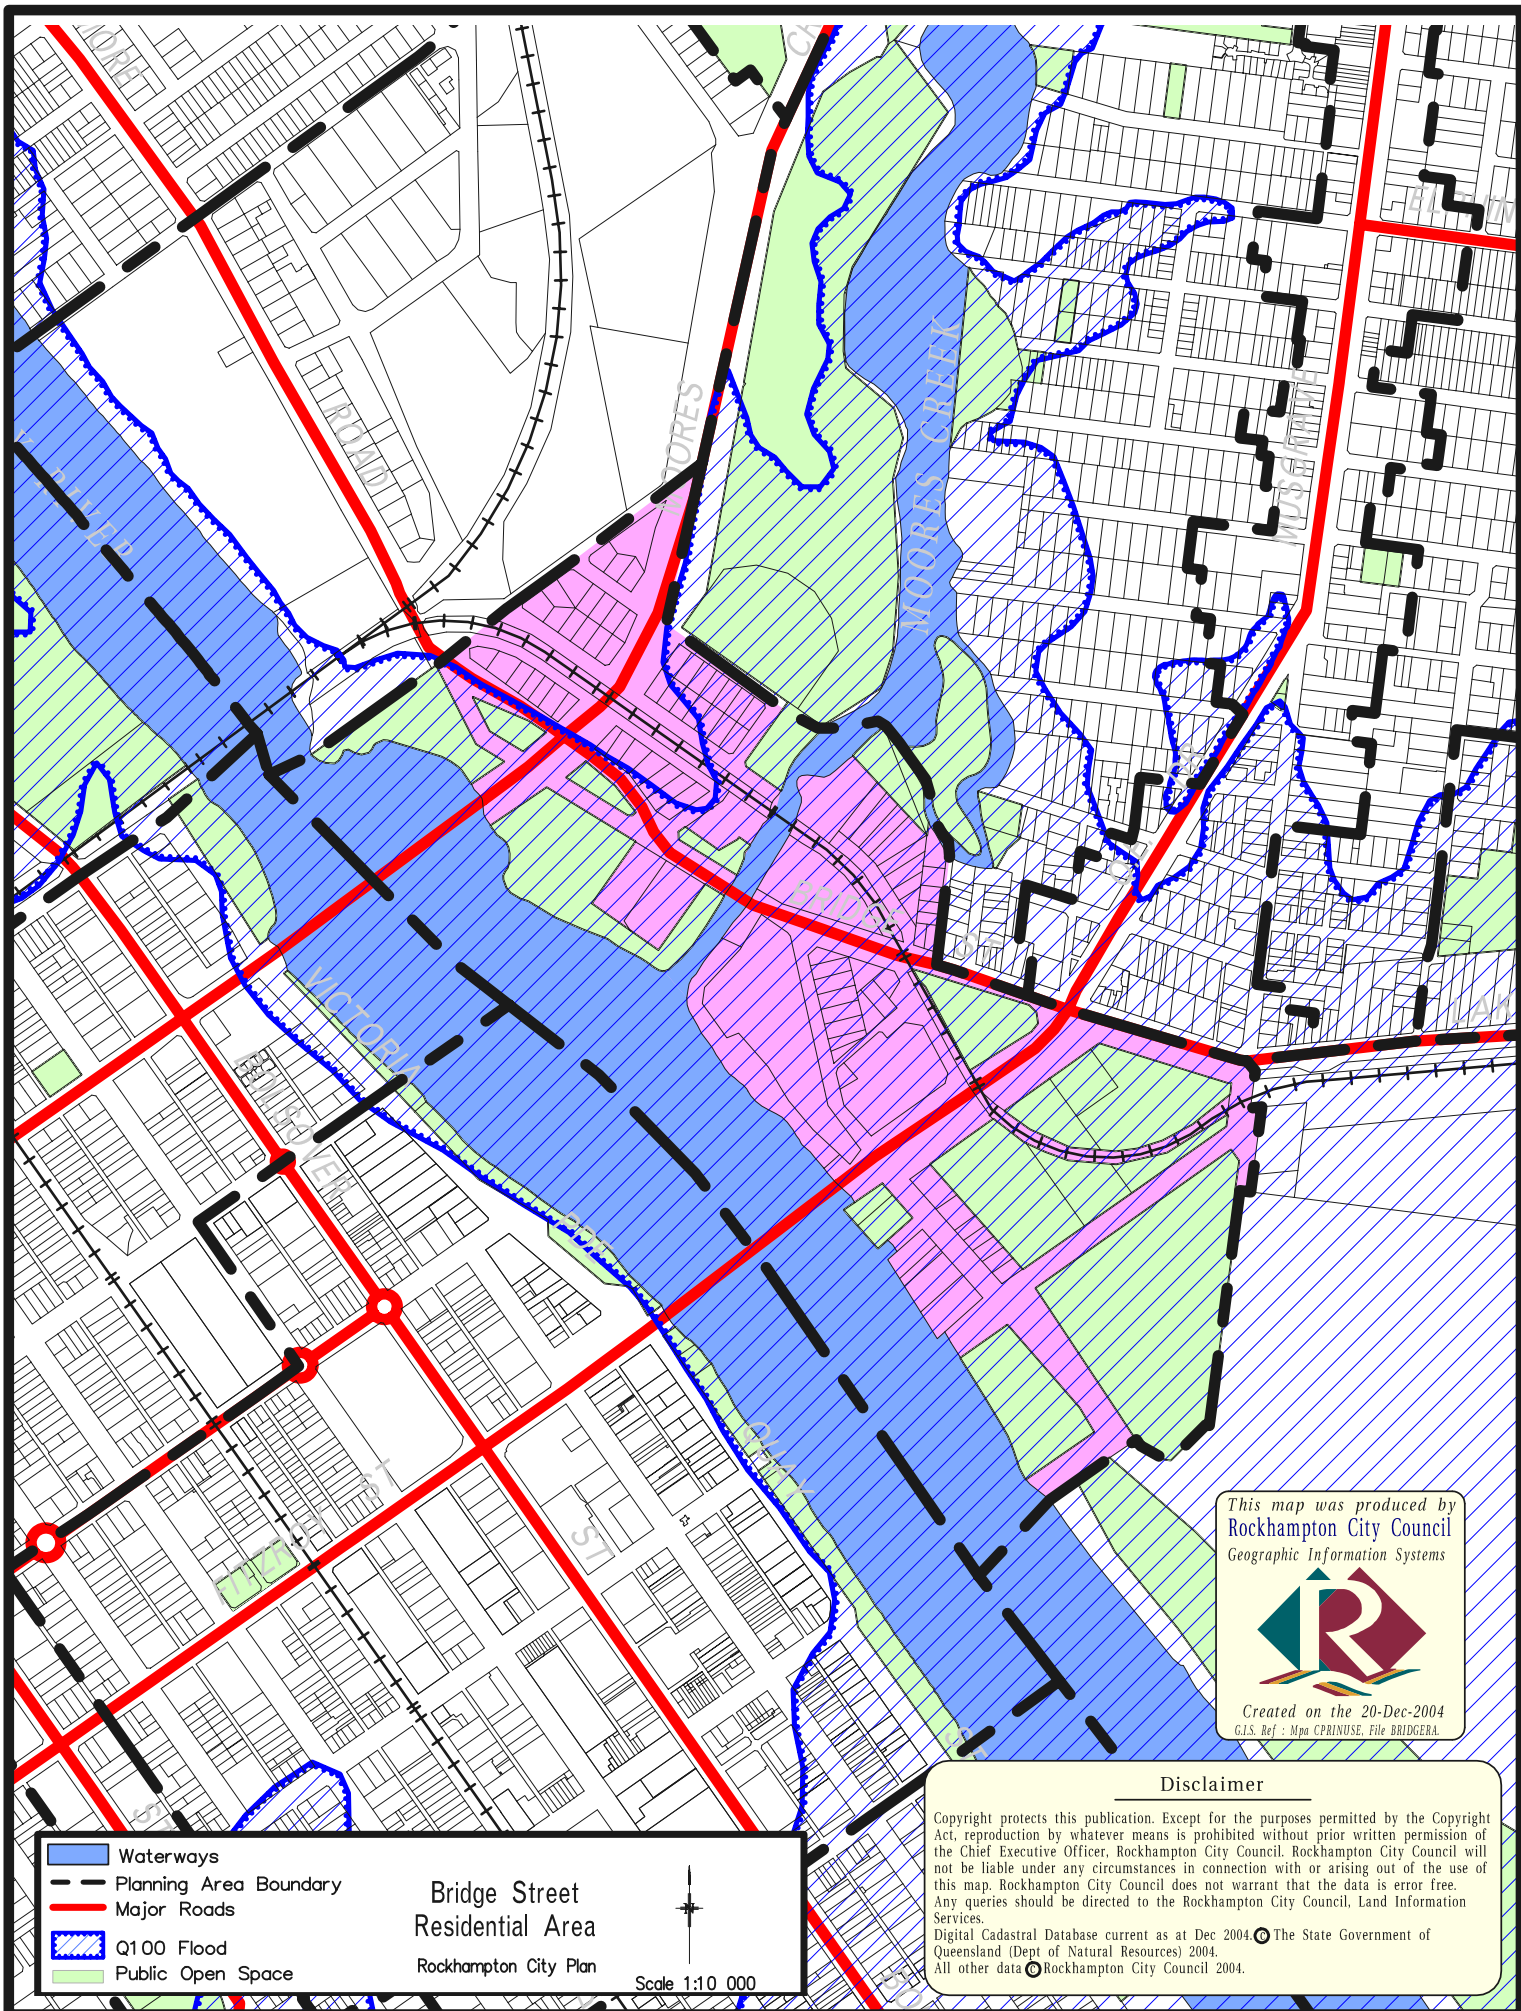 MORE
ELPHIN
ROAD
MOORES
MOORES CREEK
MUSGRAVE
RIVER
BRIDGE
ST
LAK
VICTORIA
BOLSOVER
PDE
QUAY
ST
ST
FITZROY
ST
This map was produced by
Rockhampton City Council
Geographic Information Systems
Created on the 20-Dec-2004
G.I.S. Ref : Mpa CPRINUSE, File BRIDGERA.
Disclaimer
Copyright protects this publication. Except for the purposes permitted by the Copyright
Act, reproduction by whatever means is prohibited without prior written permission of
the Chief Executive Officer, Rockhampton City Council. Rockhampton City Council will
not be liable under any circumstances in connection with or arising out of the use of
this map. Rockhampton City Council does not warrant that the data is error free.
Any queries should be directed to the Rockhampton City Council, Land Information
Services.
Digital Cadastral Database current as at Dec 2004. © The State Government of
Queensland (Dept of Natural Resources) 2004.
All other data © Rockhampton City Council 2004.
Waterways
Planning Area Boundary
Major Roads
Q100 Flood
Public Open Space
Bridge Street
Residential Area
Rockhampton City Plan
N
Scale 1:10 000